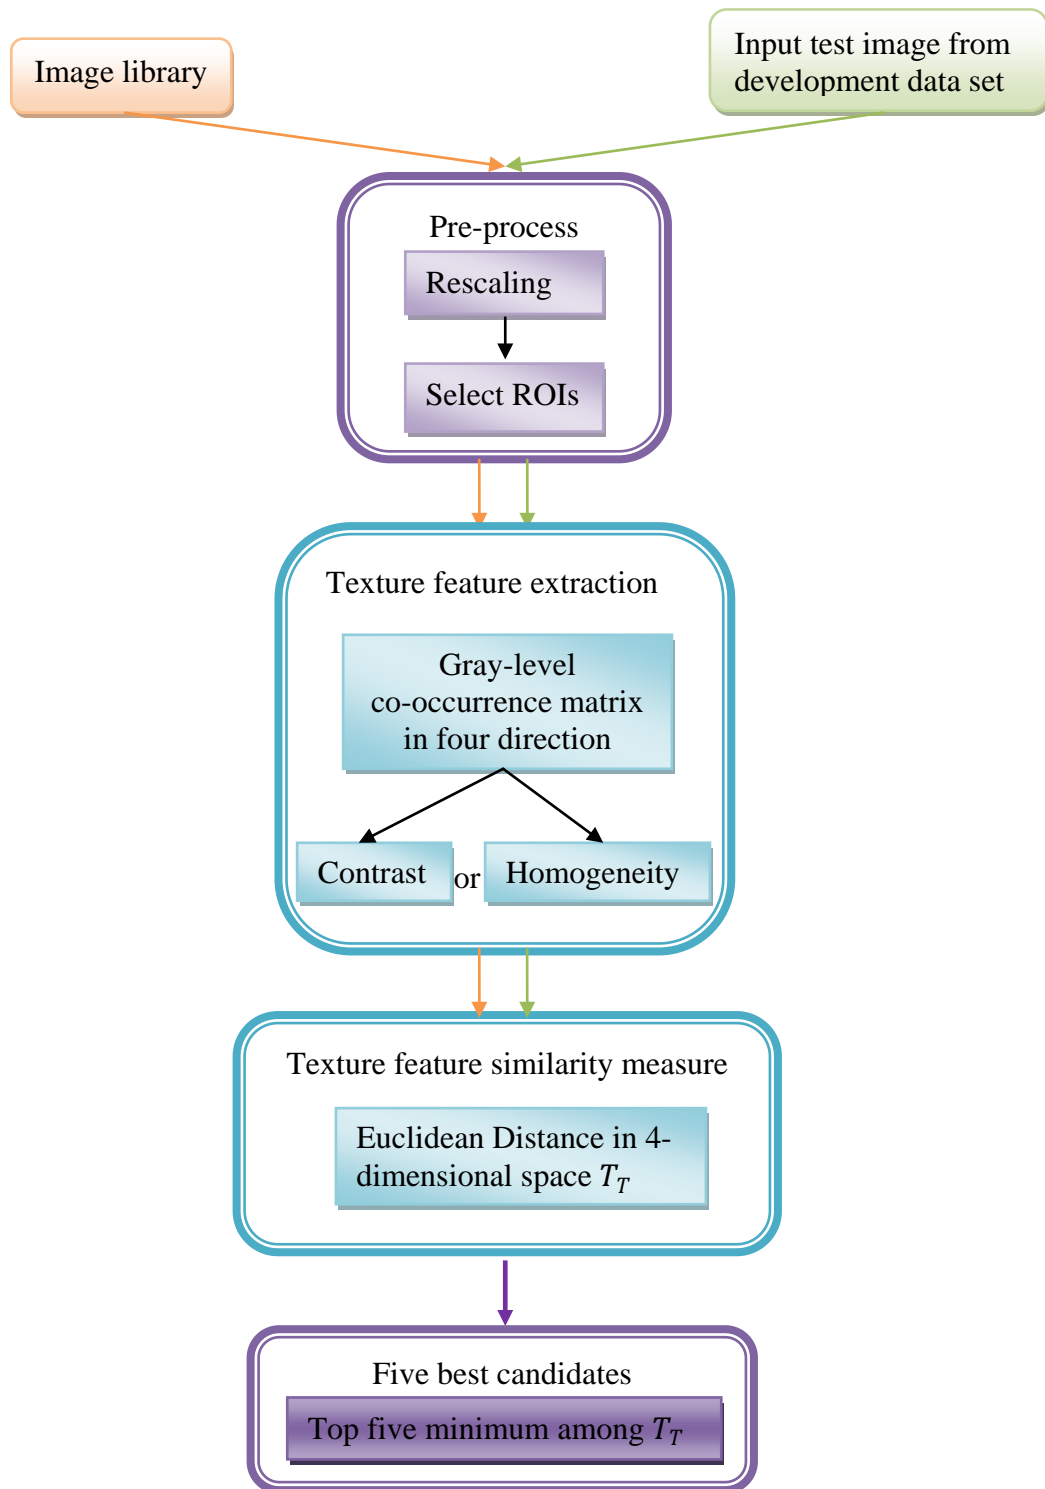 Image library
Input test image from
development data set
Pre-process
Rescaling
Select ROIs
Texture feature extraction
Gray-level
co-occurrence matrix
in four direction
Contrast or Homogeneity
Texture feature similarity measure
Euclidean Distance in 4-
dimensional space T_T
Five best candidates
Top five minimum among T_T